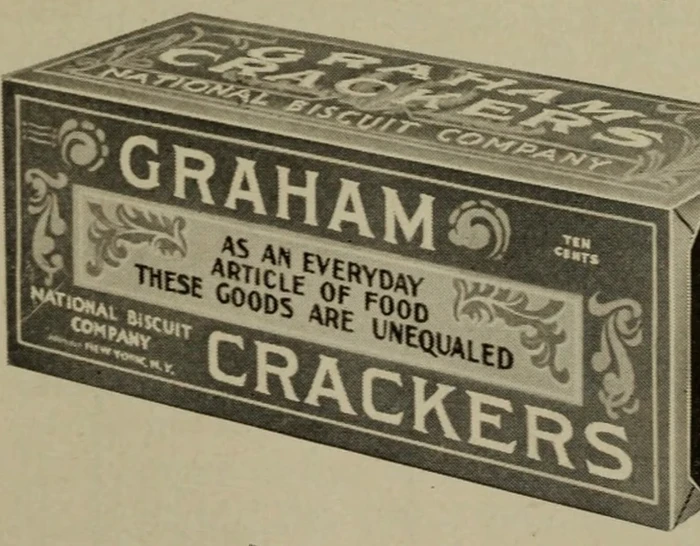 GRAHAMS
CRACKERS
NATIONAL BISCUIT COMPANY
GRAHAM
TEN
CENTS
AS AN EVERYDAY
ARTICLE OF FOOD
THESE GOODS ARE UNEQUALED
NATIONAL BISCUIT
COMPANY
NEW YORK, N.Y.
CRACKERS